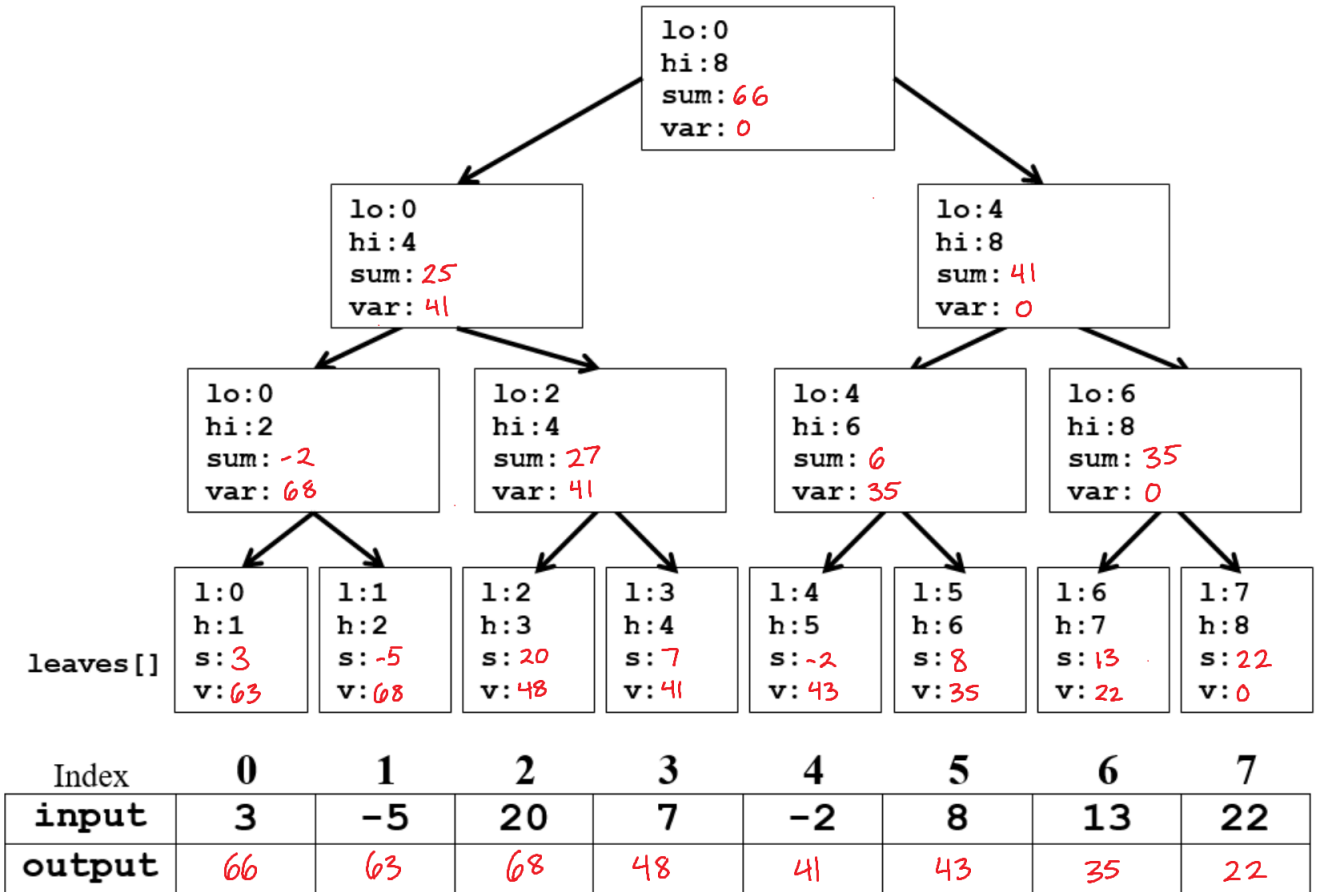 lo:0
hi:8
sum: 66
var: 0
lo:0
hi:4
sum: 25
var: 41
lo:4
hi:8
sum: 41
var: 0
lo:0
hi:2
sum: -2
var: 68
lo:2
hi:4
sum: 27
var: 41
lo:4
hi:6
sum: 6
var: 35
lo:6
hi:8
sum: 35
var: 0
leaves[]
l:0
h:1
s: 3
v: 63
l:1
h:2
s: -5
v: 68
l:2
h:3
s: 20
v: 48
l:3
h:4
s: 7
v: 41
l:4
h:5
s: -2
v: 43
l:5
h:6
s: 8
v: 35
l:6
h:7
s: 13
v: 22
l:7
h:8
s: 22
v: 0
Index 0 1 2 3 4 5 6 7
input 3 -5 20 7 -2 8 13 22
output 66 63 68 48 41 43 35 22